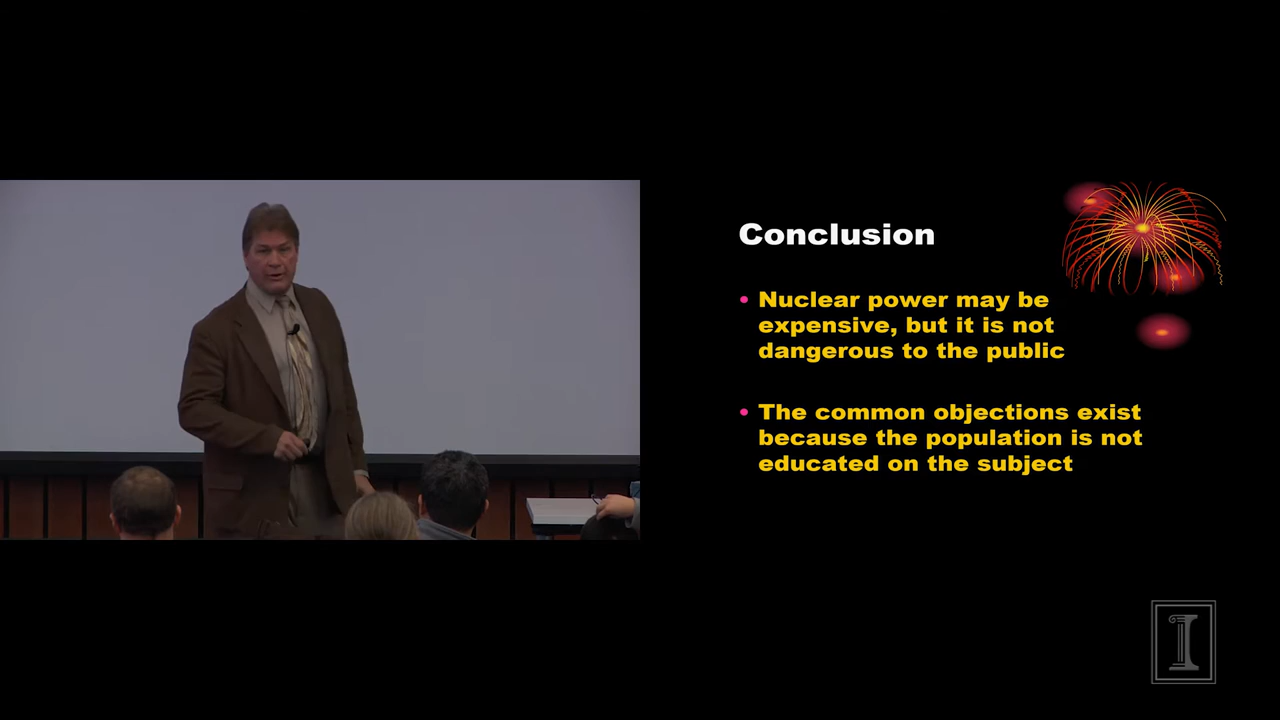 Conclusion
• Nuclear power may be
expensive, but it is not
dangerous to the public
• The common objections exist
because the population is not
educated on the subject
I